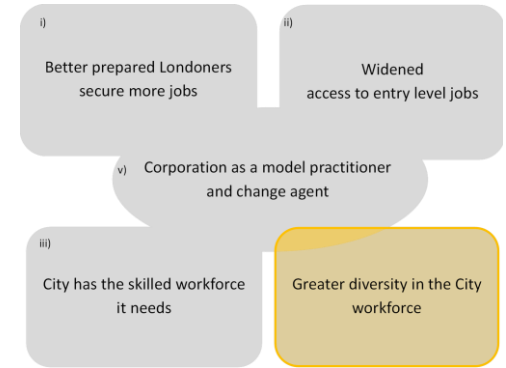 i)
Better prepared Londoners
secure more jobs
ii)
Widened
access to entry level jobs
v)
Corporation as a model practitioner
and change agent
iii)
City has the skilled workforce
it needs
Greater diversity in the City
workforce